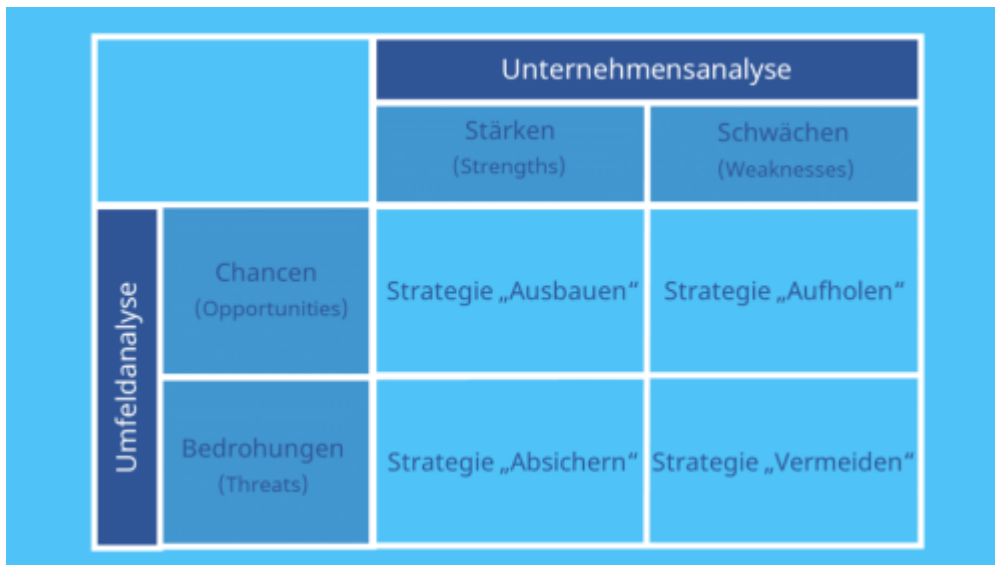 Unternehmensanalyse
Stärken
(Strengths)
Schwächen
(Weaknesses)
Umfeldanalyse
Chancen
(Opportunities)
Strategie „Ausbauen“
Strategie „Aufholen“
Bedrohungen
(Threats)
Strategie „Absichern“
Strategie „Vermeiden“